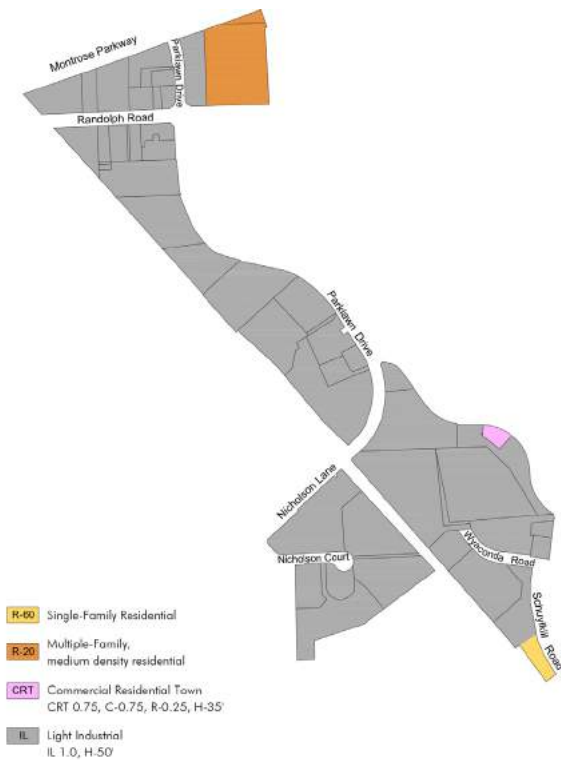 Montrose Parkway
Parklawn Drive
Randolph Road
Parklawn Drive
Nicholson Lane
Nicholson Court
Wyaconda Road
Schuylkill Road
R-60 Single-Family Residential
R-20 Multiple-Family,
medium density residential
CRT Commercial Residential Town
CRT 0.75, C-0.75, R-0.25, H-35'
IL Light Industrial
IL 1.0, H-50'